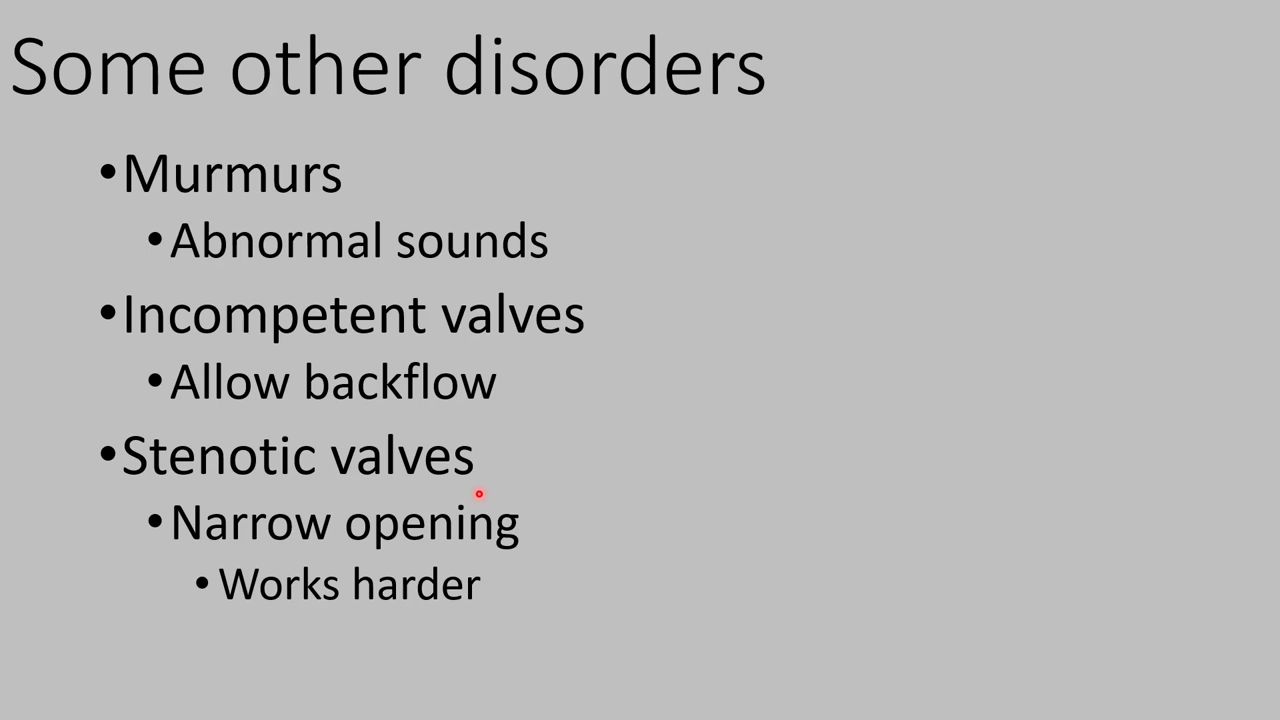 Some other disorders
•Murmurs
•Abnormal sounds
•Incompetent valves
•Allow backflow
•Stenotic valves
•Narrow opening
•Works harder